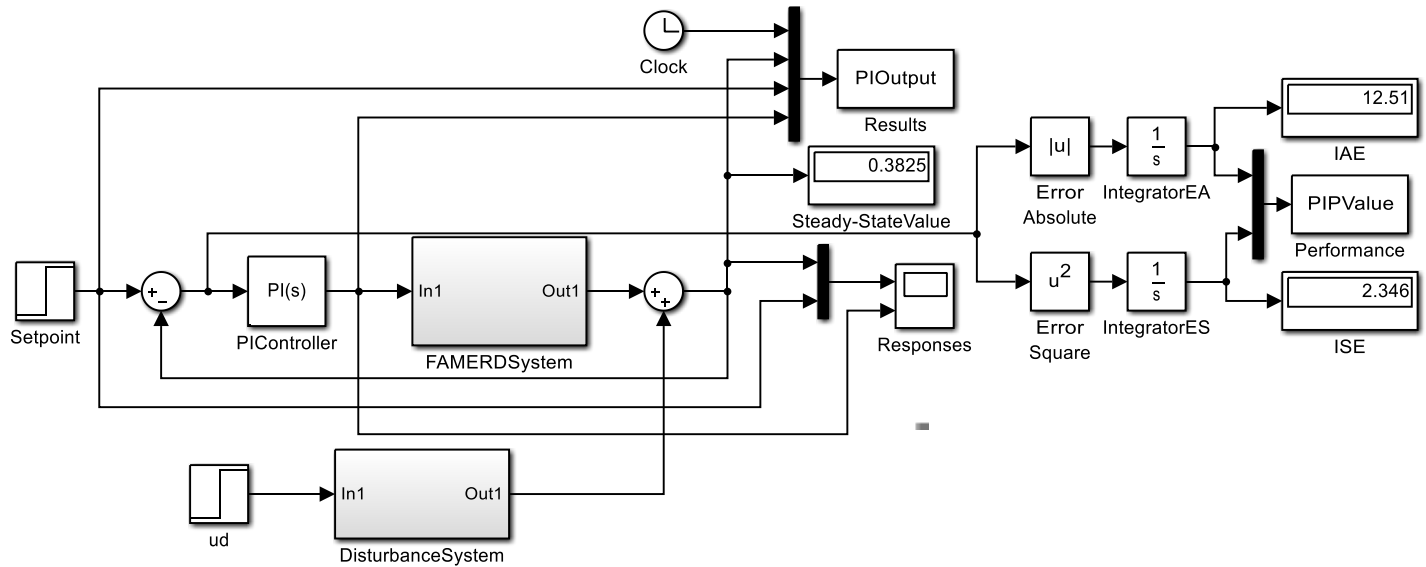 Clock
PIOutput
Results
0.3825
Steady-StateValue
12.51
IAE
|u|
1
s
Error
Absolute
IntegratorEA
PIPValue
Performance
Setpoint
+
−
PI(s)
PIController
In1
Out1
FAMERDSystem
+
+
Responses
u2
1
s
Error
Square
IntegratorES
2.346
ISE
ud
In1
Out1
DisturbanceSystem